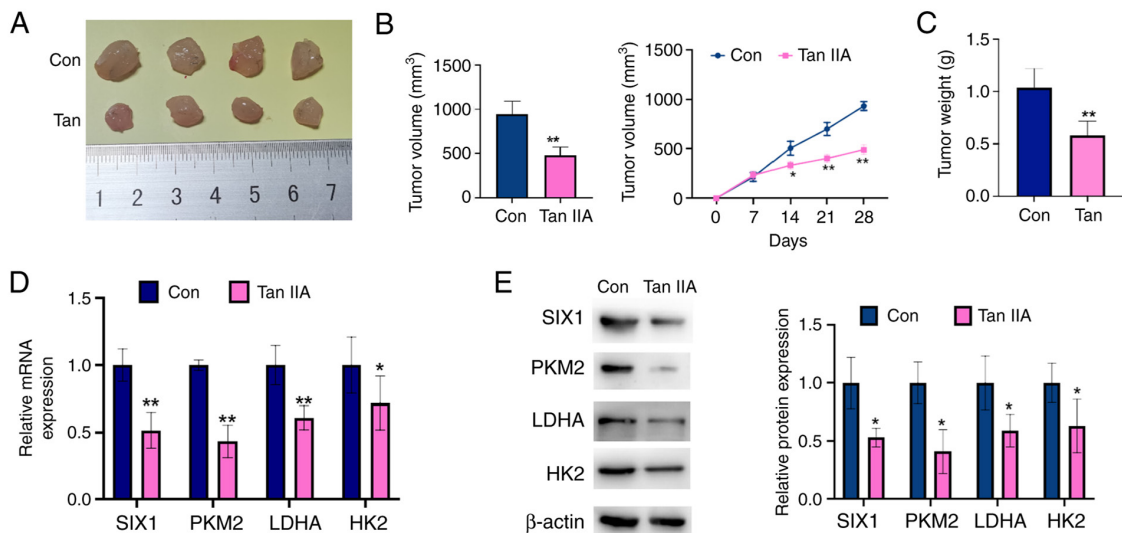 A
Con
Tan
1 2 3 4 5 6 7
B
Tumor volume (mm3)
1500
1000
500
0
**
Con Tan IIA
Con Tan IIA
Tumor volume (mm3)
1500
1000
500
0
* ** **
0 7 14 21 28
Days
C
Tumor weight (g)
1.5
1.0
0.5
0.0
**
Con Tan
D
Con Tan IIA
Relative mRNA
expression
1.5
1.0
0.5
0.0
** ** ** *
SIX1 PKM2 LDHA HK2
E
Con Tan IIA
SIX1
PKM2
LDHA
HK2
β-actin
Con Tan IIA
Relative protein expression
1.5
1.0
0.5
0.0
* * * *
SIX1 PKM2 LDHA HK2